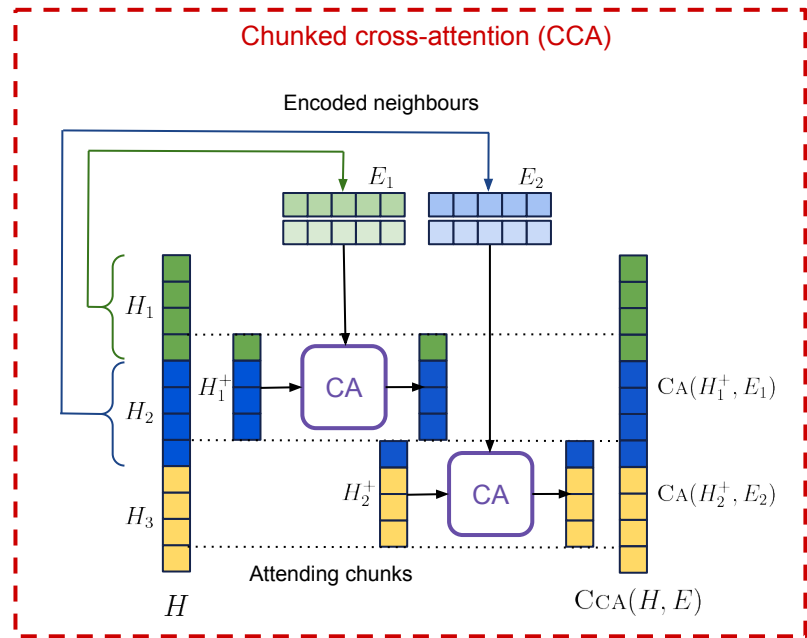 Chunked cross-attention (CCA)
Encoded neighbours
E₁
E₂
H₁
H₁⁺
CA
H₂
CA(H₁⁺, E₁)
H₂⁺
CA
H₃
CA(H₂⁺, E₂)
Attending chunks
H
CCA(H, E)